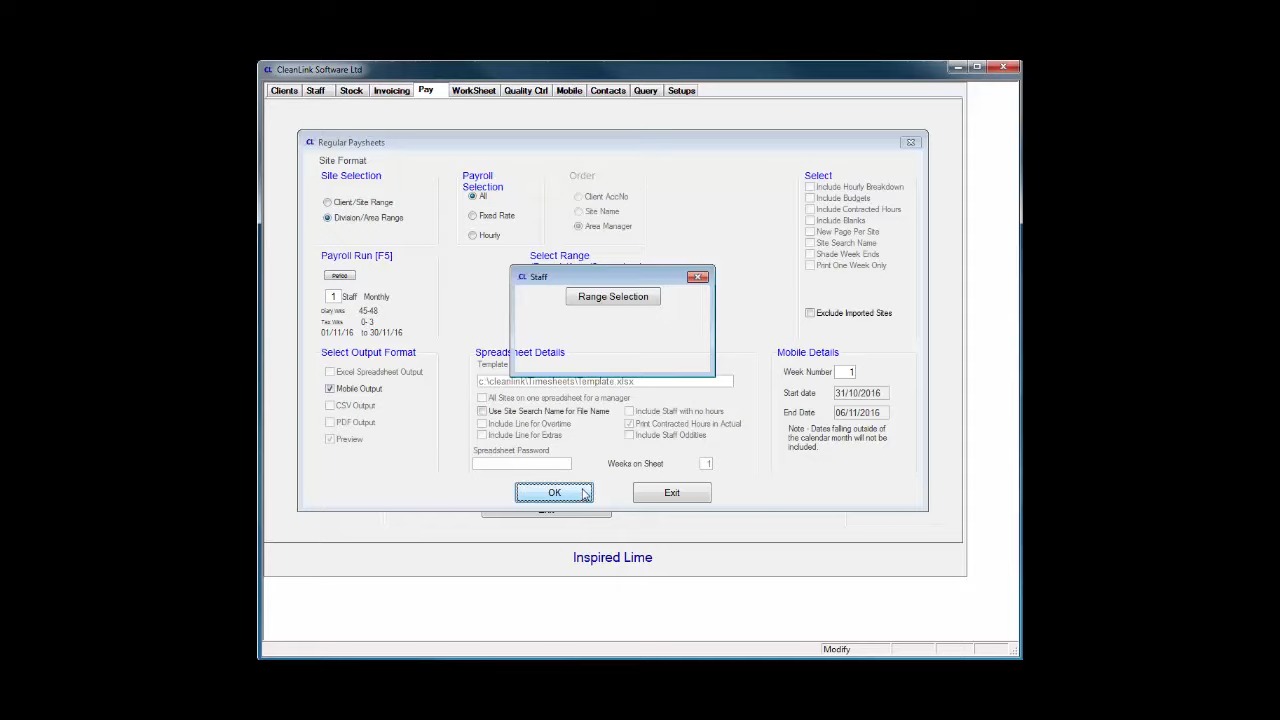 CL CleanLink Software Ltd
Clients Staff Stock Invoicing Pay WorkSheet Quality Ctrl Mobile Contacts Query Setups
CL Regular Paysheets
Site Format
Site Selection
Client/Site Range
Division/Area Range
Payroll
Selection
All
Fixed Rate
Hourly
Order
Client AccNo
Site Name
Area Manager
Select
Include Hourly Breakdown
Include Budgets
Include Contracted Hours
Include Blanks
New Page Per Site
Site Search Name
Shade Week Ends
Print One Week Only
Exclude Imported Sites
Payroll Run [F5]
Period
1 Staff Monthly
Diary Wks 45-48
Tax Wks 0- 3
01/11/16 to 30/11/16
Select Range
CL Staff
Range Selection
Select Output Format
Excel Spreadsheet Output
Mobile Output
CSV Output
PDF Output
Preview
Spreadsheet Details
Template
c:\cleanlink\Timesheets\Template.xlsx
All Sites on one spreadsheet for a manager
Use Site Search Name for File Name
Include Staff with no hours
Include Line for Overtime
Print Contracted Hours in Actual
Include Line for Extras
Include Staff Oddities
Spreadsheet Password
Weeks on Sheet 1
Mobile Details
Week Number 1
Start date 31/10/2016
End Date 06/11/2016
Note - Dates falling outside of
the calendar month will not be
included.
OK
Exit
Inspired Lime
Modify